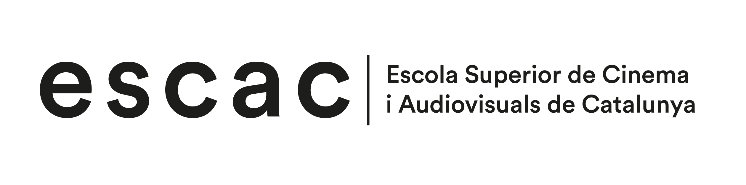 escac
Escola Superior de Cinema
i Audiovisuals de Catalunya